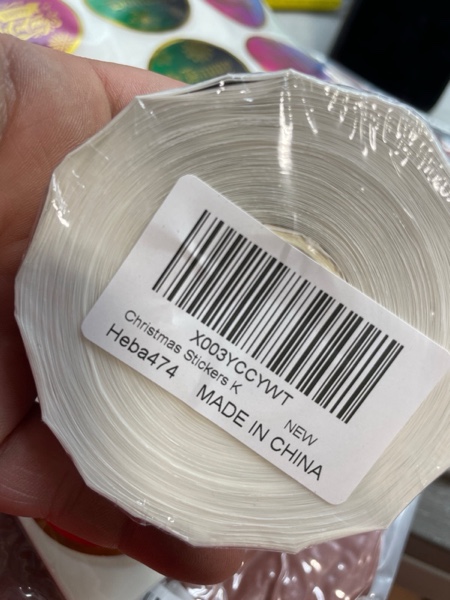 X003YCCYWT
Christmas Stickers K
NEW
Heba474
MADE IN CHINA